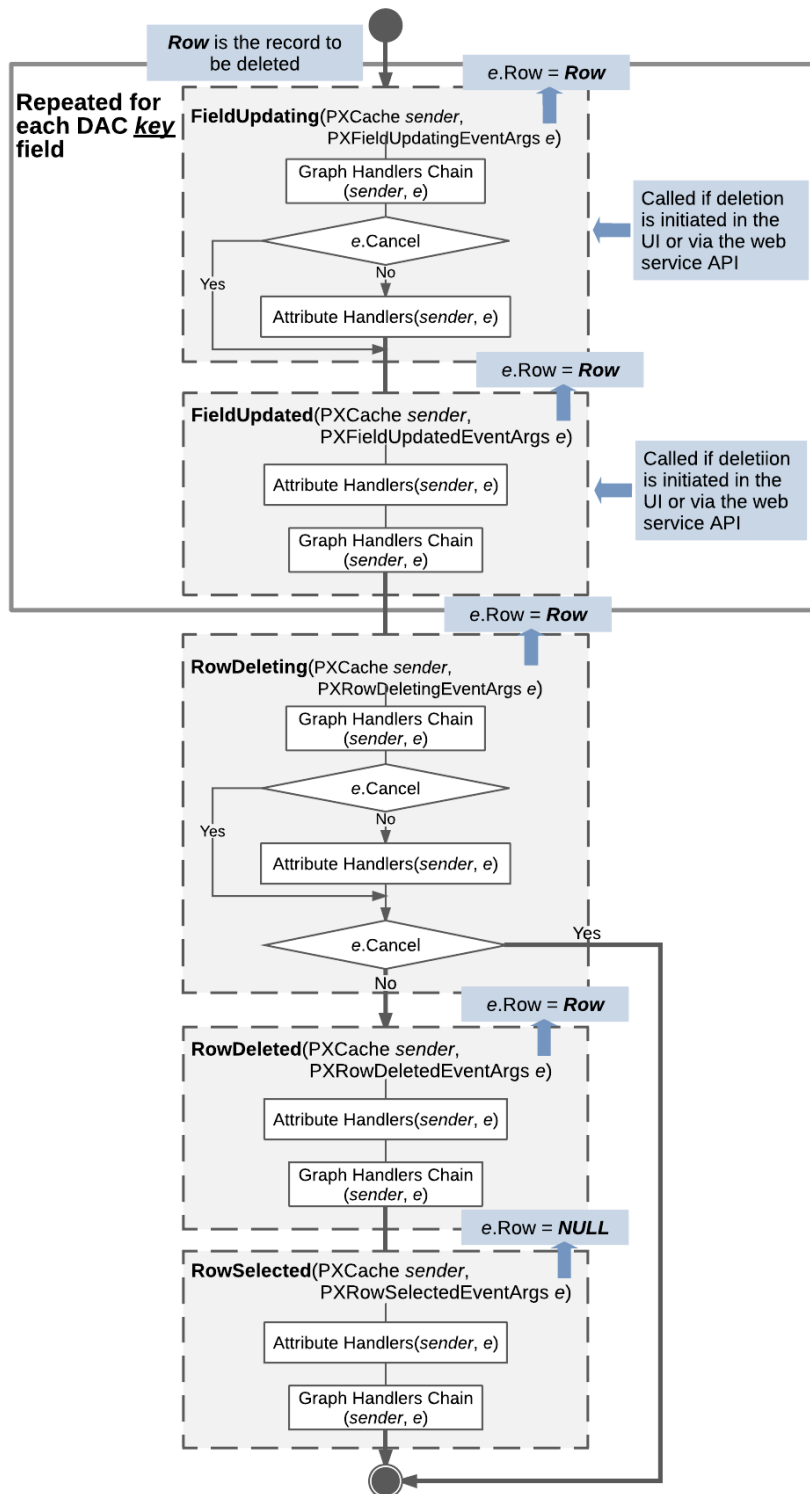 Row is the record to
be deleted
e.Row = Row
Repeated for
each DAC key
field
FieldUpdating(PXCache sender,
PXFieldUpdatingEventArgs e)
Graph Handlers Chain
(sender, e)
Called if deletion
is initiated in the
UI or via the web
service API
e.Cancel
No
Yes
Attribute Handlers(sender, e)
e.Row = Row
FieldUpdated(PXCache sender,
PXFieldUpdatedEventArgs e)
Attribute Handlers(sender, e)
Called if deletiion
is initiated in the
UI or via the web
service API
Graph Handlers Chain
(sender, e)
e.Row = Row
RowDeleting(PXCache sender,
PXRowDeletingEventArgs e)
Graph Handlers Chain
(sender, e)
e.Cancel
No
Yes
Attribute Handlers(sender, e)
e.Cancel
Yes
No
e.Row = Row
RowDeleted(PXCache sender,
PXRowDeletedEventArgs e)
Attribute Handlers(sender, e)
Graph Handlers Chain
(sender, e)
e.Row = NULL
RowSelected(PXCache sender,
PXRowSelectedEventArgs e)
Attribute Handlers(sender, e)
Graph Handlers Chain
(sender, e)